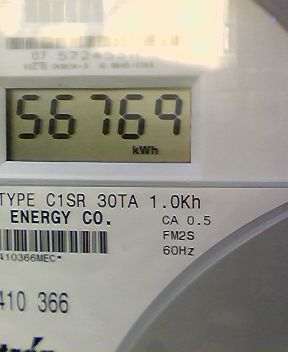 56769
kWh
TYPE C1SR 30TA 1.0Kh
ENERGY CO. CA 0.5
FM2S
410366MEC* 60Hz
410 366